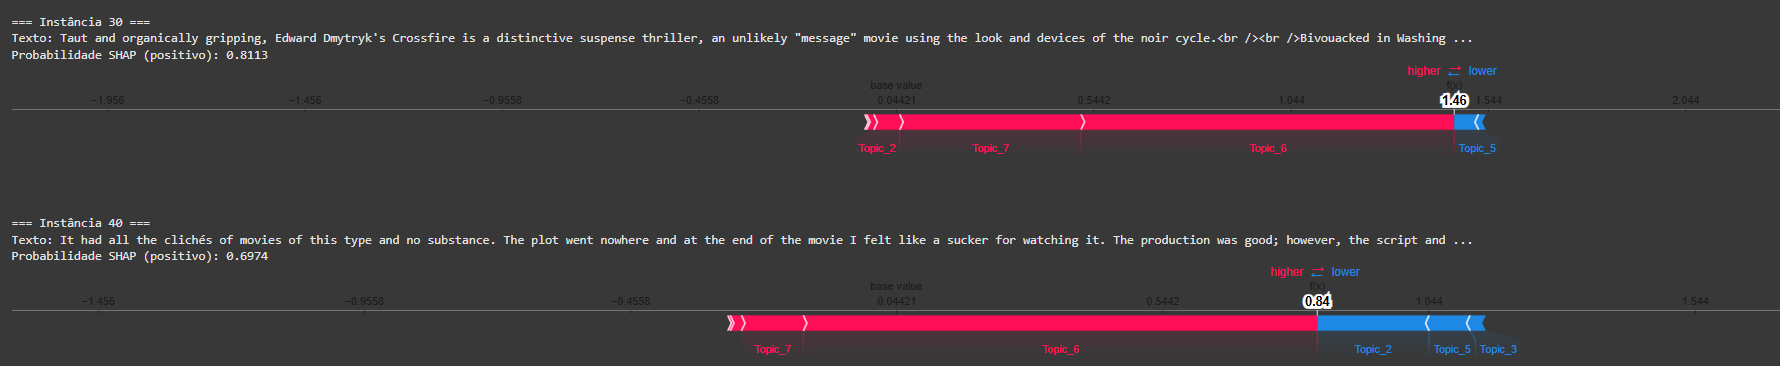 === Instância 30 ===
Texto: Taut and organically gripping, Edward Dmytryk's Crossfire is a distinctive suspense thriller, an unlikely "message" movie using the look and devices of the noir cycle.<br /><br />Bivouacked in Washing ...
Probabilidade SHAP (positivo): 0.8113
higher ⇄ lower
base value f(x)
−1.956 −1.456 −0.9558 −0.4558 0.04421 0.5442 1.044 1.46 1.544 2.044
Topic_2 Topic_7 Topic_6 Topic_5
=== Instância 40 ===
Texto: It had all the clichés of movies of this type and no substance. The plot went nowhere and at the end of the movie I felt like a sucker for watching it. The production was good; however, the script and ...
Probabilidade SHAP (positivo): 0.6974
higher ⇄ lower
base value f(x)
−1.456 −0.9558 −0.4558 0.04421 0.5442 0.84 1.044 1.544
Topic_7 Topic_6 Topic_2 Topic_5 Topic_3